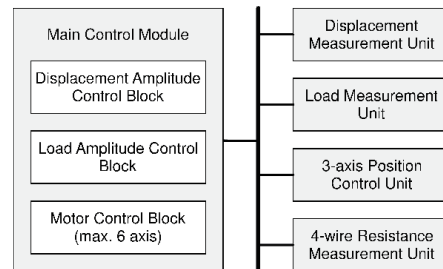 Main Control Module
Displacement Amplitude
Control Block
Load Amplitude Control
Block
Motor Control Block
(max. 6 axis)
Displacement
Measurement Unit
Load Measurement
Unit
3-axis Position
Control Unit
4-wire Resistance
Measurement Unit